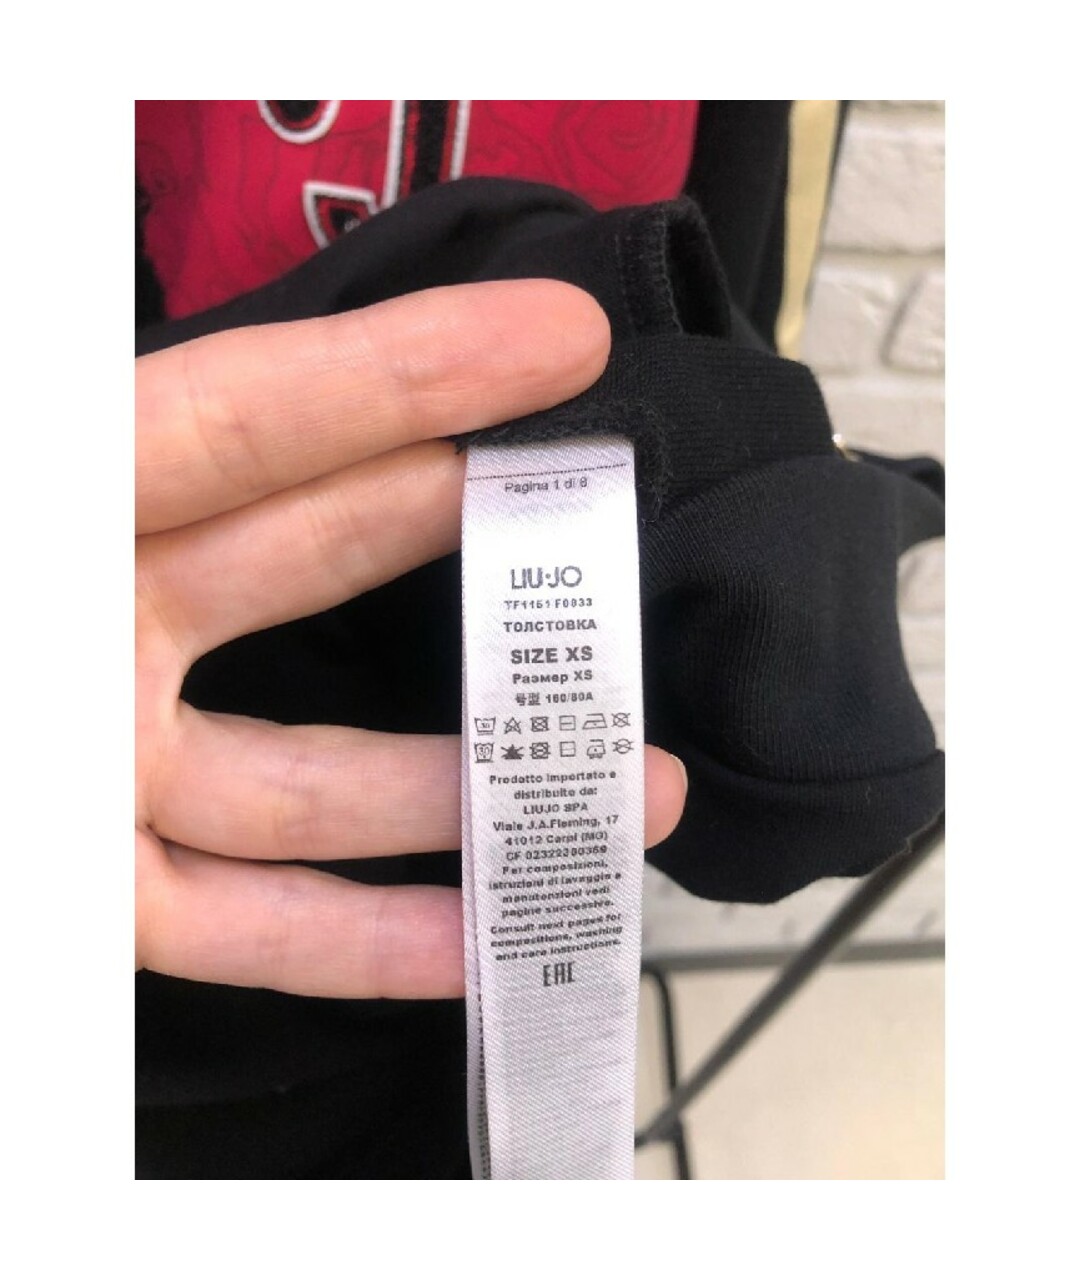 Pagina 1 di 8
LIU·JO
TF1151 F0833
ТОЛСТОВКА
SIZE XS
Размер XS
号型 160/80A
Prodotto importato e
distribuito da:
LIUJO SPA
Viale J.A.Fleming, 17
41012 Carpi (MO)
CF 02322280369
Per composizioni,
istruzioni di lavaggio e
manutenzioni vedi
pagine successive.
Consult next pages for
compositions, washing
and care instructions.
EAC